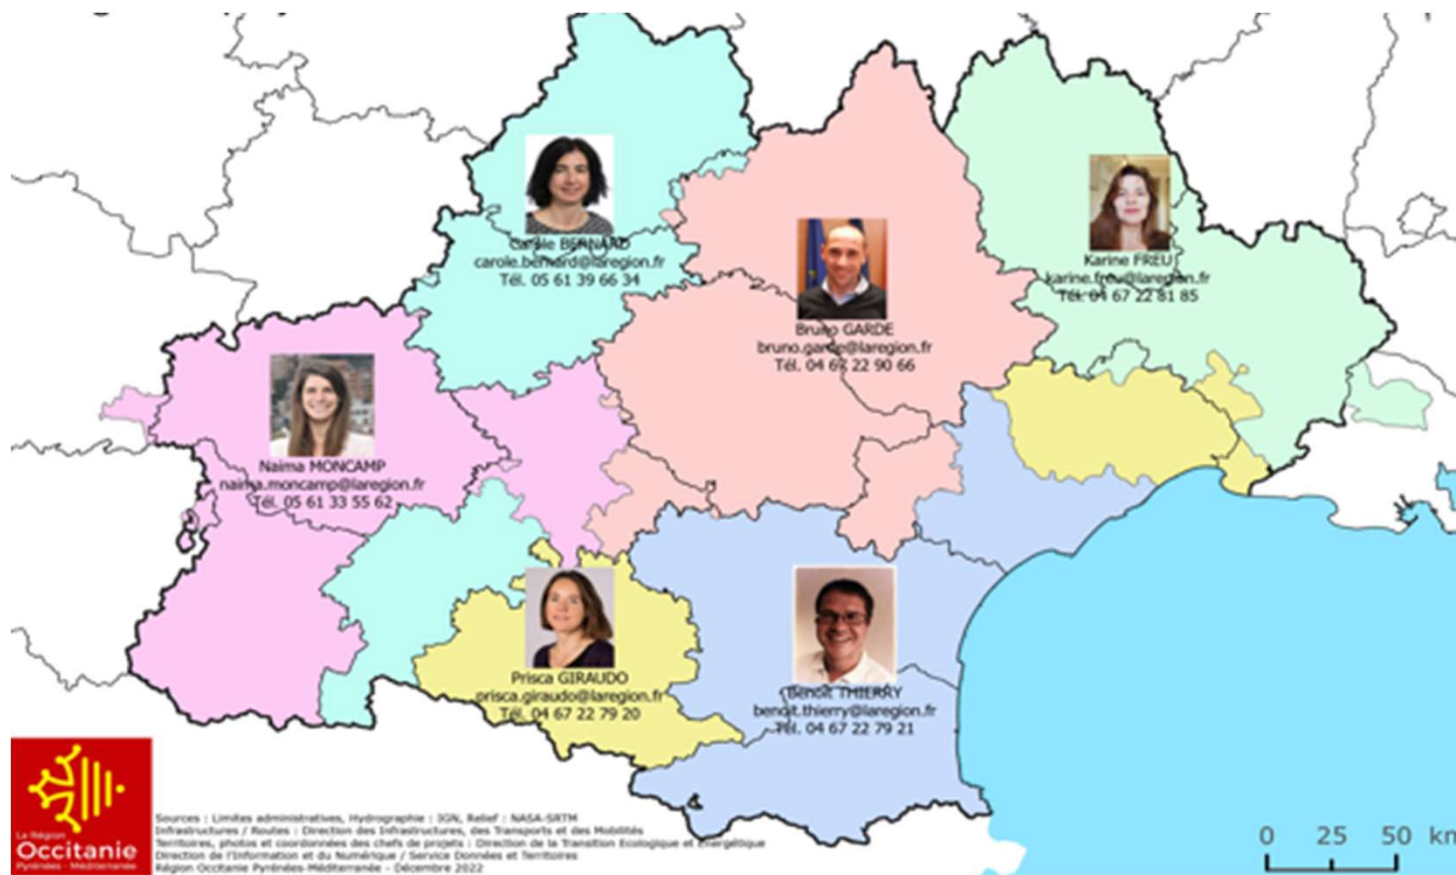 Carole BERNARD
carole.bernard@laregion.fr
Tél. 05 61 39 66 34
Karine FREU
karine.freu@laregion.fr
Tél. 04 67 22 81 85
Bruno GARDE
bruno.garde@laregion.fr
Tél. 04 67 22 90 66
Naima MONCAMP
naima.moncamp@laregion.fr
Tél. 05 61 33 55 62
Prisca GIRAUDO
prisca.giraudo@laregion.fr
Tél. 04 67 22 79 20
Benoit THIERRY
benoit.thierry@laregion.fr
Tél. 04 67 22 79 21
La Région
Occitanie
Pyrénées - Méditerranée
Sources : Limites administratives, Hydrographie : IGN, Relief : NASA-SRTM
Infrastructures / Routes : Direction des Infrastructures, des Transports et des Mobilités
Territoires, photos et coordonnées des chefs de projets : Direction de la Transition Ecologique et Energétique
Direction de l'Information et du Numérique / Service Données et Territoires
Région Occitanie Pyrénées-Méditerranée - Décembre 2022
0 25 50 km